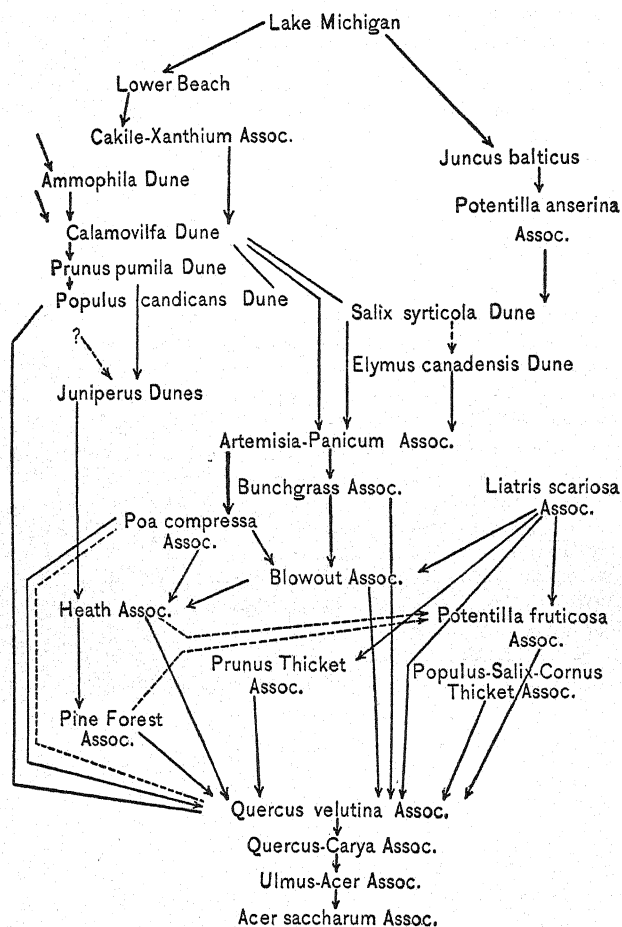 Lake Michigan
Lower Beach
Cakile-Xanthium Assoc.
Juncus balticus
Ammophila Dune
Potentilla anserina
Assoc.
Calamovilfa Dune
Prunus pumila Dune
Populus candicans Dune
Salix syrticola Dune
?
Elymus canadensis Dune
Juniperus Dunes
Artemisia-Panicum Assoc.
Bunchgrass Assoc.
Liatris scariosa
Assoc.
Poa compressa
Assoc.
Blowout Assoc.
Heath Assoc.
Potentilla fruticosa
Assoc.
Prunus Thicket
Assoc.
Populus-Salix-Cornus
Thicket Assoc.
Pine Forest
Assoc.
Quercus velutina Assoc.
Quercus-Carya Assoc.
Ulmus-Acer Assoc.
Acer saccharum Assoc.